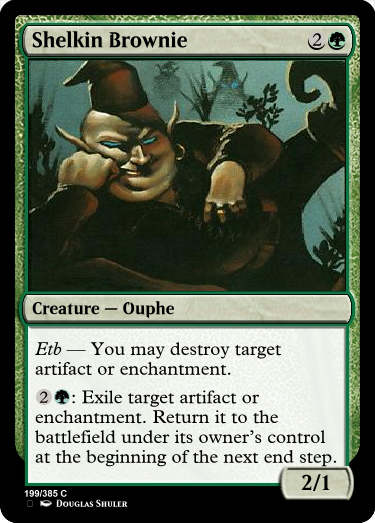 Shelkin Brownie 2
Creature — Ouphe
Etb — You may destroy target
artifact or enchantment.
2: Exile target artifact or
enchantment. Return it to the
battlefield under its owner's control
at the beginning of the next end step.
2/1
199/385 C
Douglas Shuler